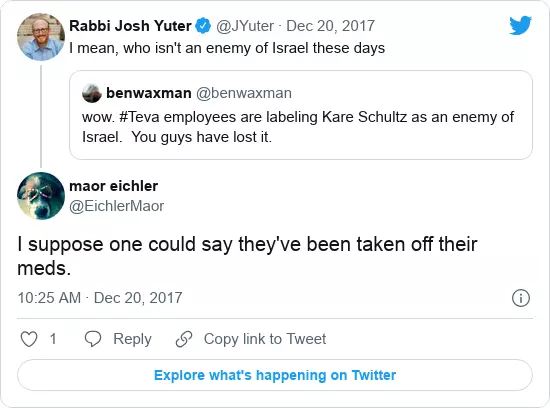 Rabbi Josh Yuter @JYuter · Dec 20, 2017
I mean, who isn't an enemy of Israel these days
benwaxman @benwaxman
wow. #Teva employees are labeling Kare Schultz as an enemy of
Israel.  You guys have lost it.
maor eichler
@EichlerMaor
I suppose one could say they've been taken off their
meds.
10:25 AM · Dec 20, 2017
1 Reply Copy link to Tweet
Explore what's happening on Twitter